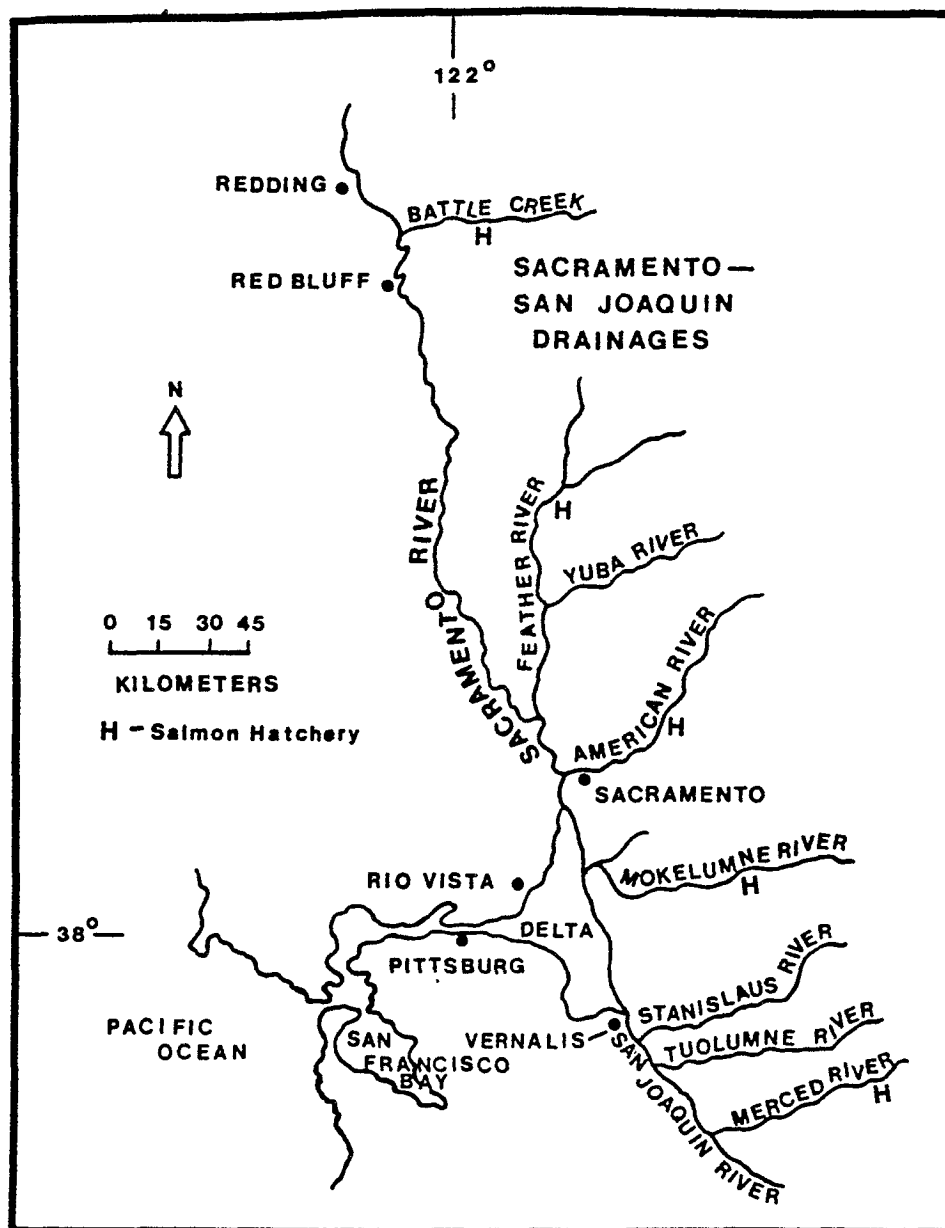 122°
REDDING
BATTLE CREEK
H
RED BLUFF
SACRAMENTO—
SAN JOAQUIN
DRAINAGES
N
RIVER
FEATHER RIVER
H
YUBA RIVER
0 15 30 45
KILOMETERS
H – Salmon Hatchery
SACRAMENTO
AMERICAN RIVER
H
SACRAMENTO
MOKELUMNE RIVER
H
RIO VISTA
38°
DELTA
PITTSBURG
STANISLAUS RIVER
PACIFIC
OCEAN
SAN
FRANCISCO
BAY
VERNALIS
TUOLUMNE RIVER
MERCED RIVER
H
SAN JOAQUIN RIVER